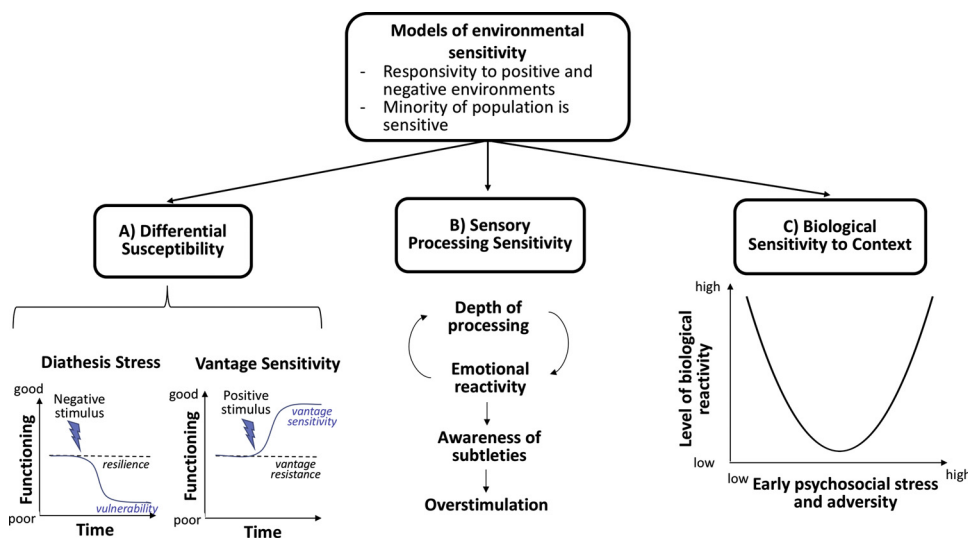 Models of environmental
sensitivity
- Responsivity to positive and
negative environments
- Minority of population is
sensitive
A) Differential
Susceptibility
B) Sensory
Processing Sensitivity
C) Biological
Sensitivity to Context
Diathesis Stress
good
Negative
stimulus
resilience
vulnerability
Functioning
poor
Time
Vantage Sensitivity
good
Positive
stimulus
vantage
sensitivity
vantage
resistance
Functioning
poor
Time
Depth of
processing
Emotional
reactivity
Awareness of
subtleties
Overstimulation
high
Level of biological
reactivity
low
low
high
Early psychosocial stress
and adversity